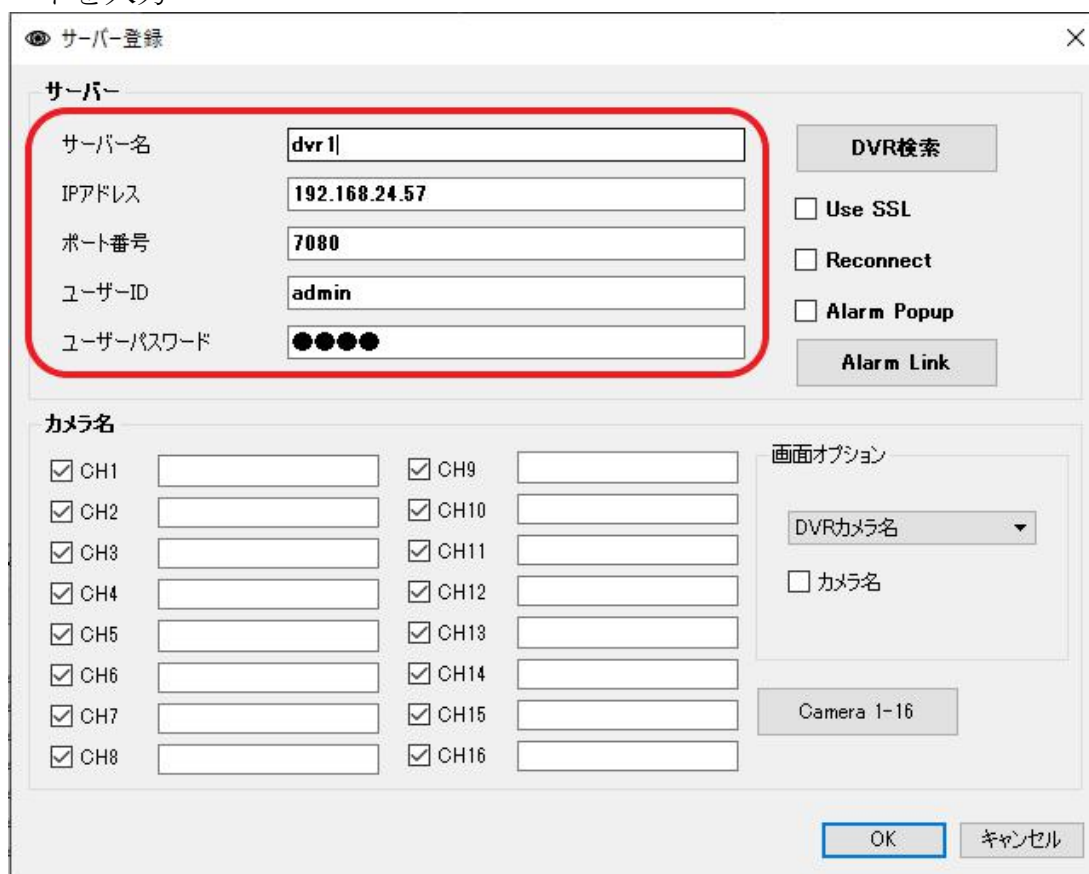 サーバー登録
サーバー
サーバー名 dvr1
DVR検索
IPアドレス 192.168.24.57
Use SSL
ポート番号 7080
Reconnect
ユーザーID admin
Alarm Popup
ユーザーパスワード ●●●●
Alarm Link
カメラ名
画面オプション
CH1 CH9
CH2 CH10
DVRカメラ名
CH3 CH11
CH4 CH12
カメラ名
CH5 CH13
CH6 CH14
CH7 CH15
Camera 1-16
CH8 CH16
OK キャンセル